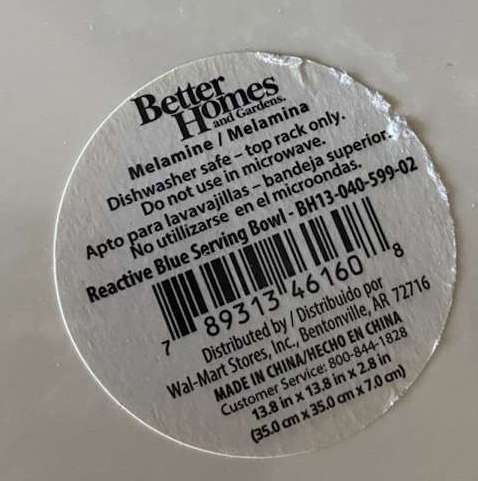 Better
Homes
and Gardens.
Melamine / Melamina
Dishwasher safe – top rack only.
Do not use in microwave.
Apto para lavavajillas – bandeja superior.
No utilizarse en el microondas.
Reactive Blue Serving Bowl - BH13-040-599-02
7 89313 46160 8
Distributed by / Distribuido por
Wal-Mart Stores, Inc., Bentonville, AR 72716
MADE IN CHINA/HECHO EN CHINA
Customer Service: 800-844-1828
13.8 in x 13.8 in x 2.8 in
(35.0 cm x 35.0 cm x 7.0 cm)